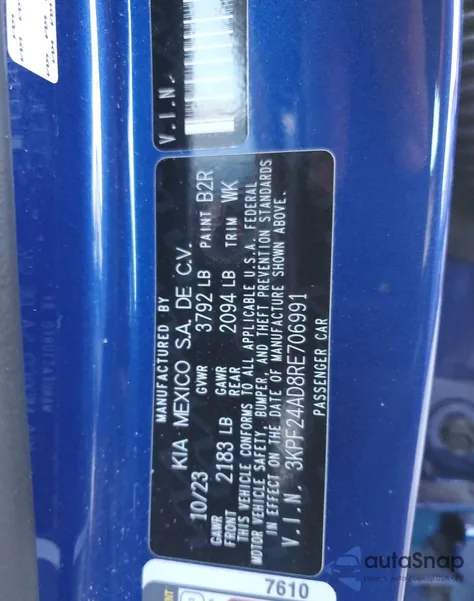 MANUFACTURED BY
KIA MEXICO S.A. DE C.V.
10/23 GVWR 3792 LB PAINT B2R
GAWR FRONT 2183 LB GAWR REAR 2094 LB TRIM WK
THIS VEHICLE CONFORMS TO ALL APPLICABLE U.S.A. FEDERAL
MOTOR VEHICLE SAFETY, BUMPER, AND THEFT PREVENTION STANDARDS
IN EFFECT ON THE DATE OF MANUFACTURE SHOWN ABOVE.
V.I.N. 3KPF24AD8RE706991
PASSENGER CAR
V.I.N.
7610
autoSnap